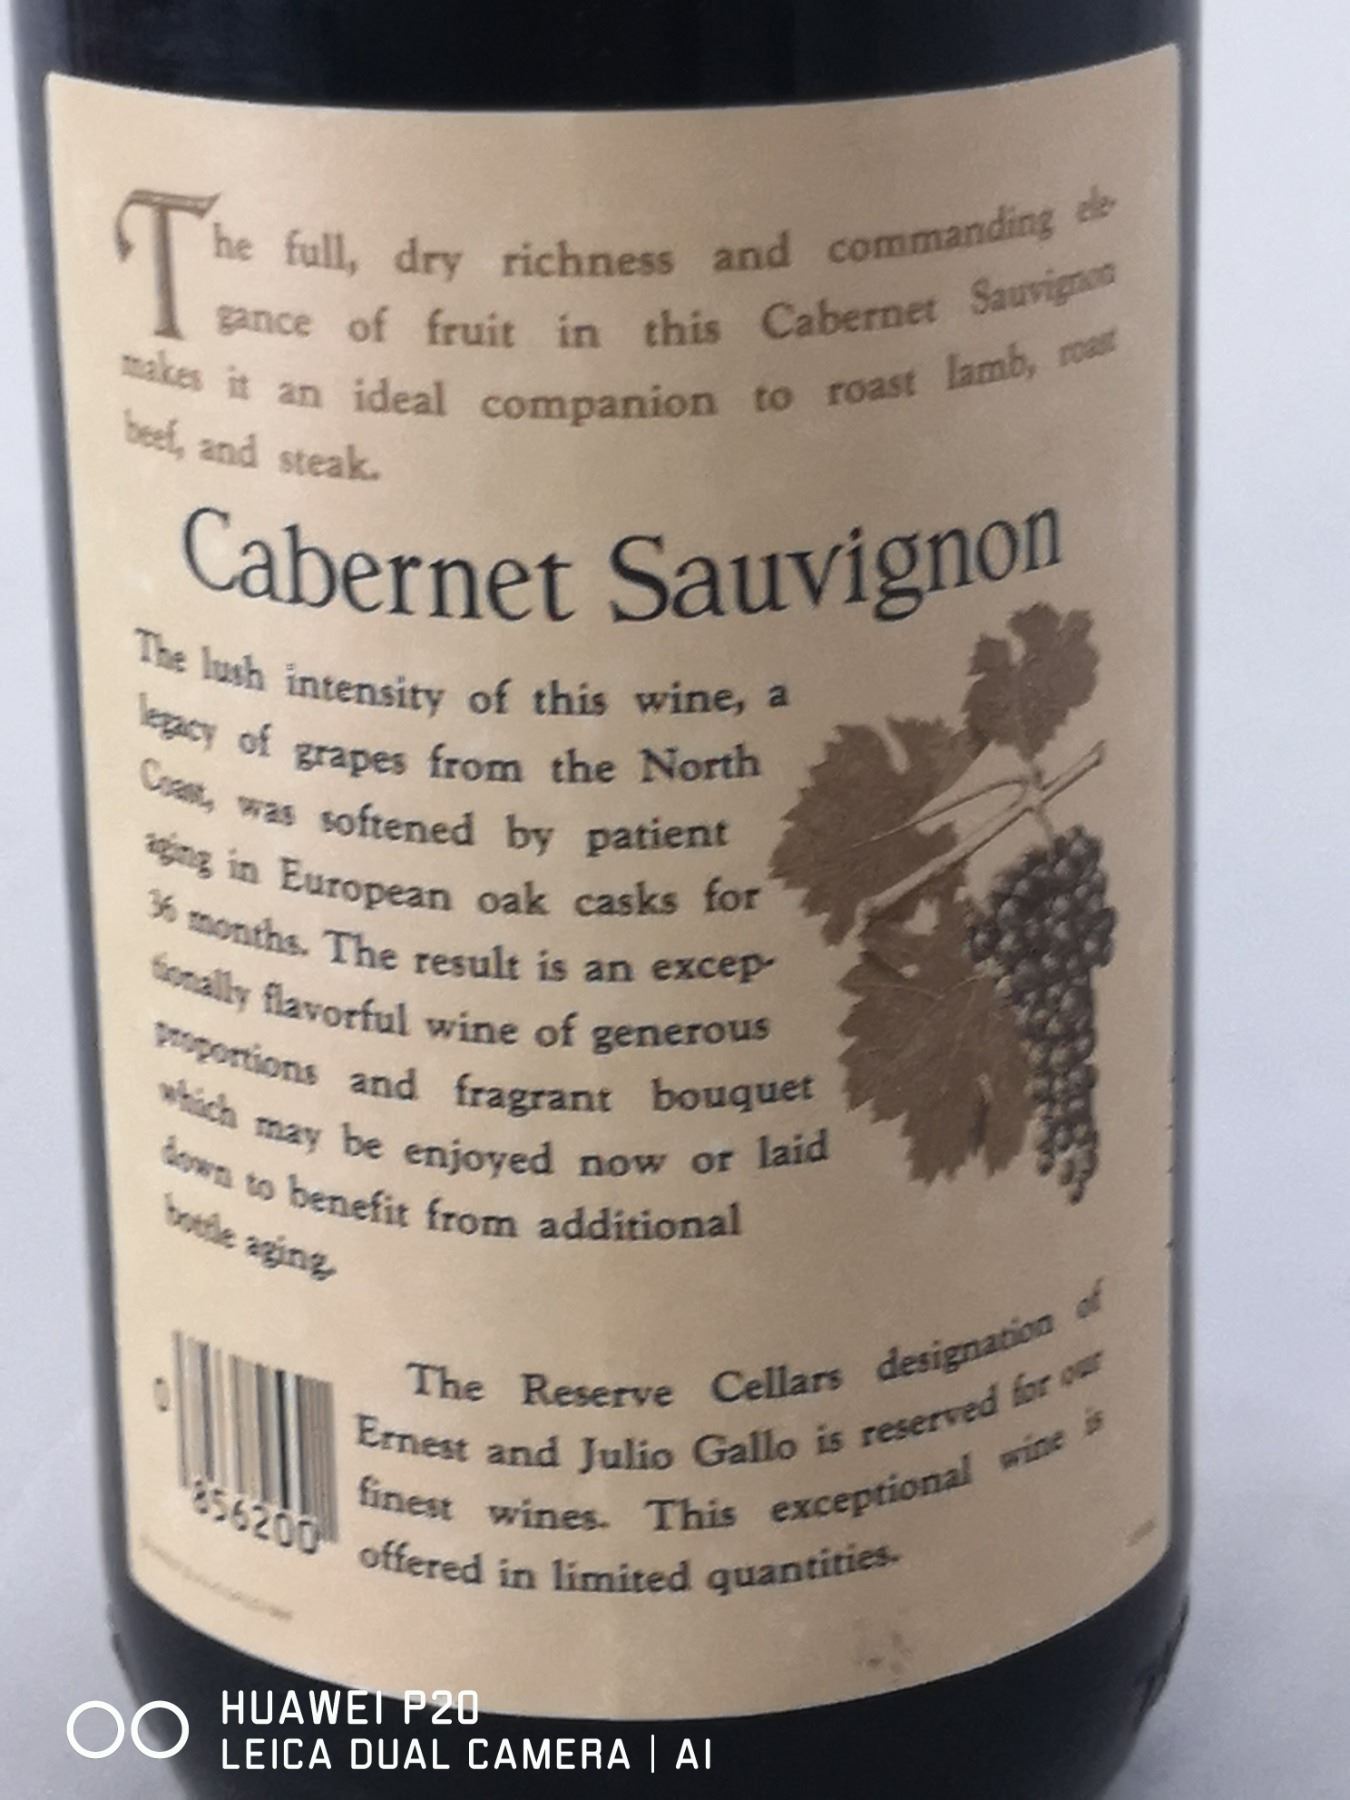 The full, dry richness and commanding ele-
gance of fruit in this Cabernet Sauvignon
makes it an ideal companion to roast lamb, roast
beef, and steak.
Cabernet Sauvignon
The lush intensity of this wine, a
legacy of grapes from the North
Coast, was softened by patient
aging in European oak casks for
36 months. The result is an excep-
tionally flavorful wine of generous
proportions and fragrant bouquet
which may be enjoyed now or laid
down to benefit from additional
bottle aging.
The Reserve Cellars designation of
Ernest and Julio Gallo is reserved for our
finest wines. This exceptional wine is
offered in limited quantities.
0
856200
HUAWEI P20
LEICA DUAL CAMERA | AI